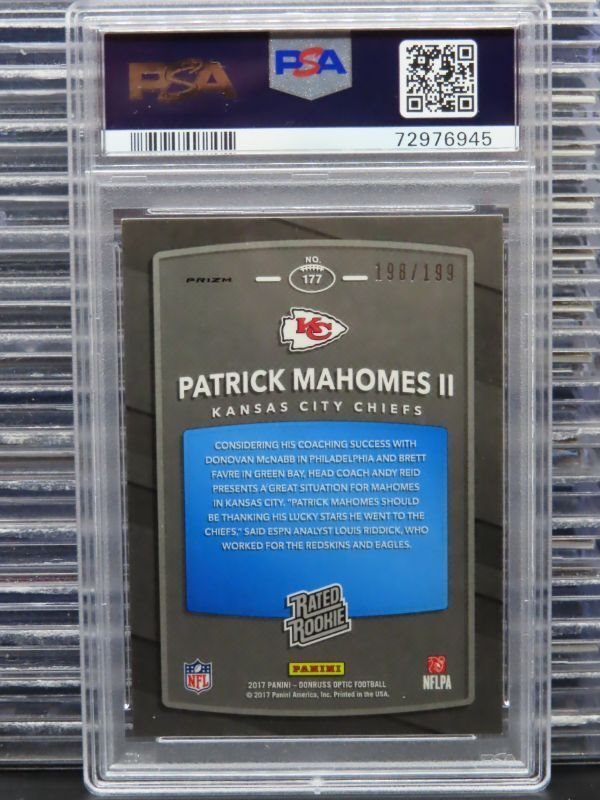 PSA PSA
72976945
NO.
PRIZM 177 198/199
KC
PATRICK MAHOMES II
KANSAS CITY CHIEFS
CONSIDERING HIS COACHING SUCCESS WITH
DONOVAN McNABB IN PHILADELPHIA AND BRETT
FAVRE IN GREEN BAY, HEAD COACH ANDY REID
PRESENTS A GREAT SITUATION FOR MAHOMES
IN KANSAS CITY. "PATRICK MAHOMES SHOULD
BE THANKING HIS LUCKY STARS HE WENT TO THE
CHIEFS," SAID ESPN ANALYST LOUIS RIDDICK, WHO
WORKED FOR THE REDSKINS AND EAGLES.
RATED
ROOKIE
NFL PANINI NFLPA
2017 PANINI – DONRUSS OPTIC FOOTBALL
© 2017 Panini America, Inc. Printed in the USA.
PSA